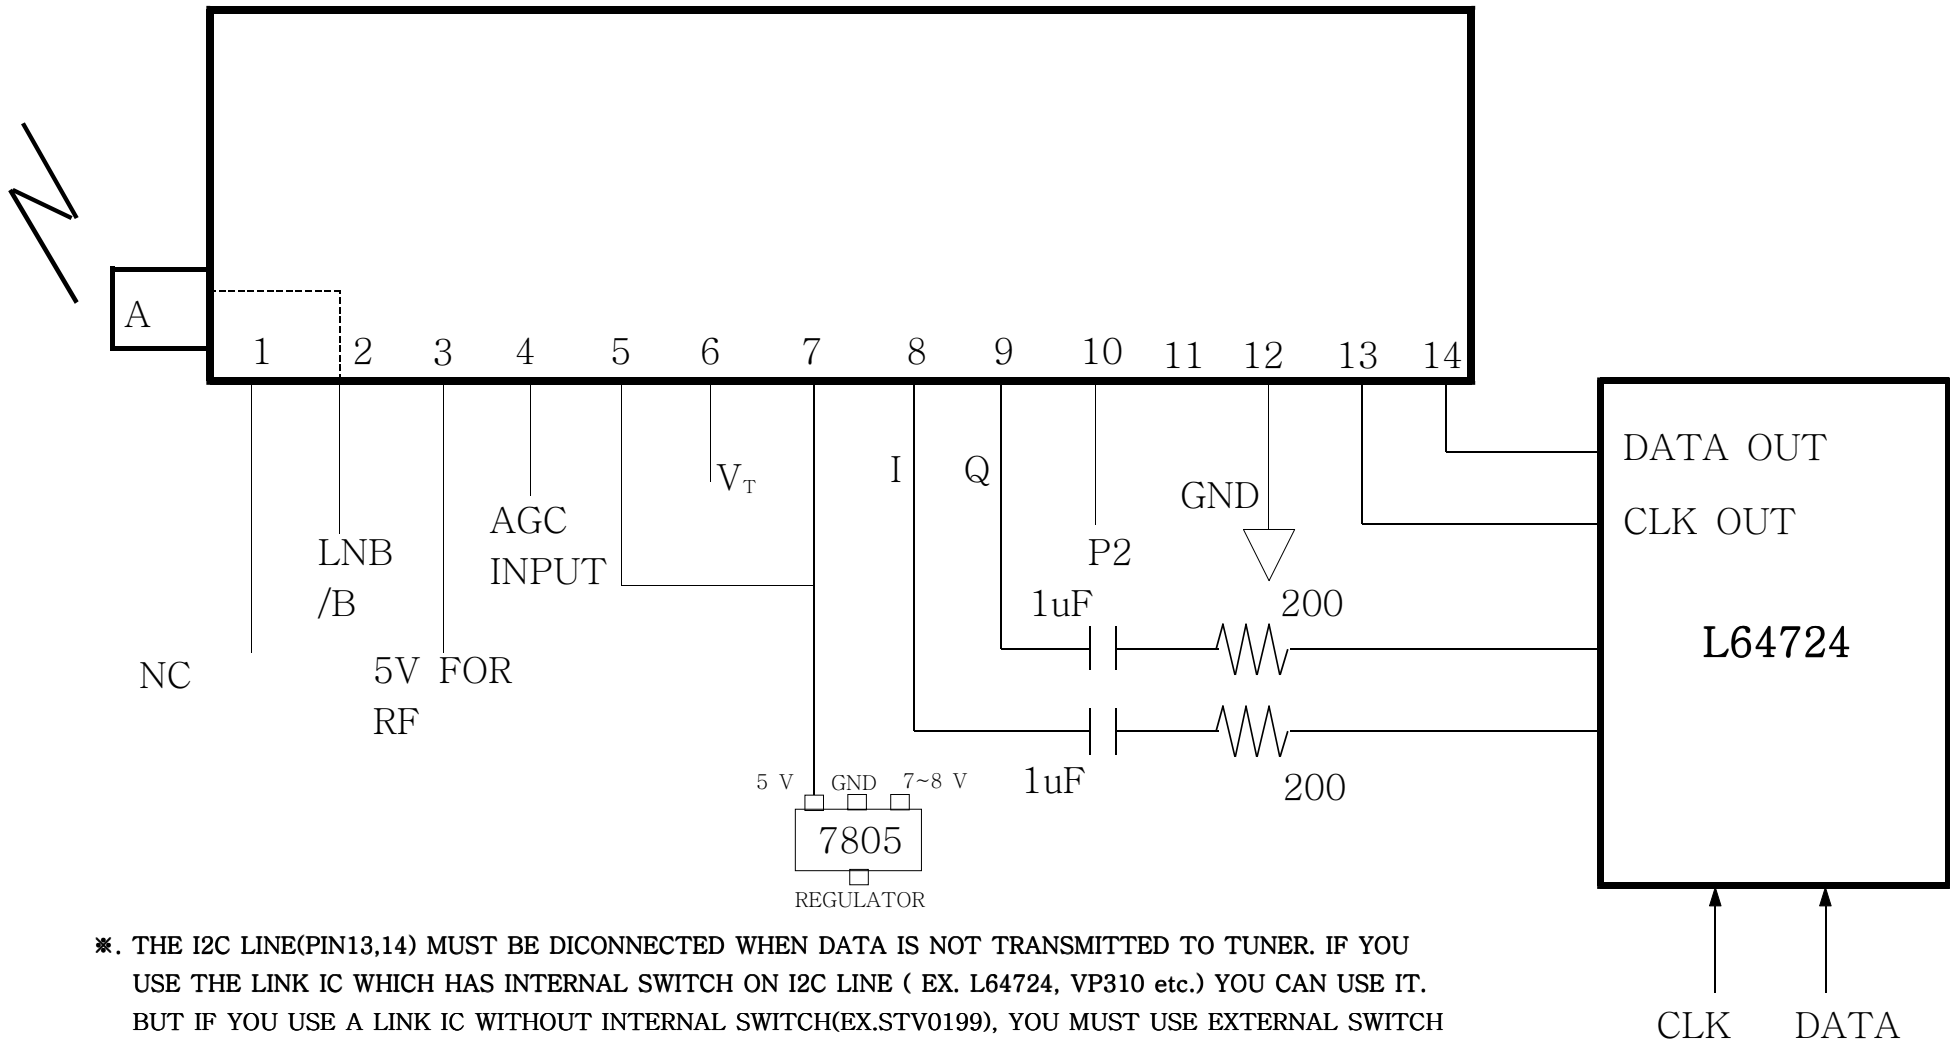 A
1 2 3 4 5 6 7 8 9 10 11 12 13 14
DATA OUT
CLK OUT
L64724
I
Q
VT
GND
AGC
INPUT
LNB
/B
P2
1uF
200
NC
5V FOR
RF
1uF
200
5 V
GND
7~8 V
7805
REGULATOR
※. THE I2C LINE(PIN13,14) MUST BE DICONNECTED WHEN DATA IS NOT TRANSMITTED TO TUNER. IF YOU
USE THE LINK IC WHICH HAS INTERNAL SWITCH ON I2C LINE ( EX. L64724, VP310 etc.) YOU CAN USE IT.
BUT IF YOU USE A LINK IC WITHOUT INTERNAL SWITCH(EX.STV0199), YOU MUST USE EXTERNAL SWITCH
CLK
DATA